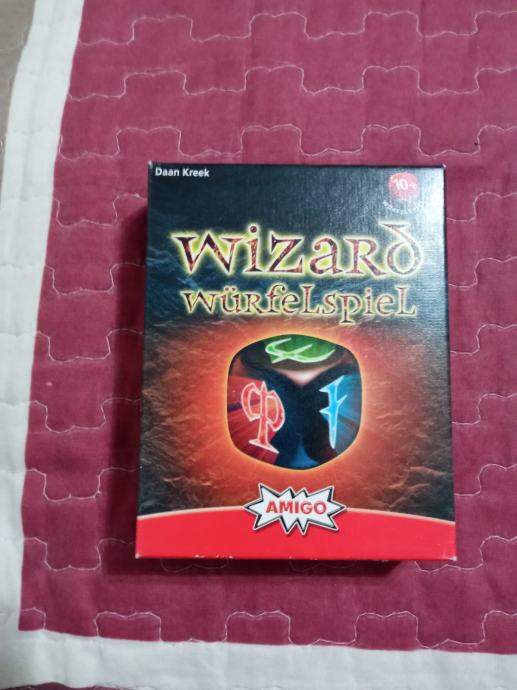 Daan Kreek
10+
Wizard
Würfelspiel
AMIGO